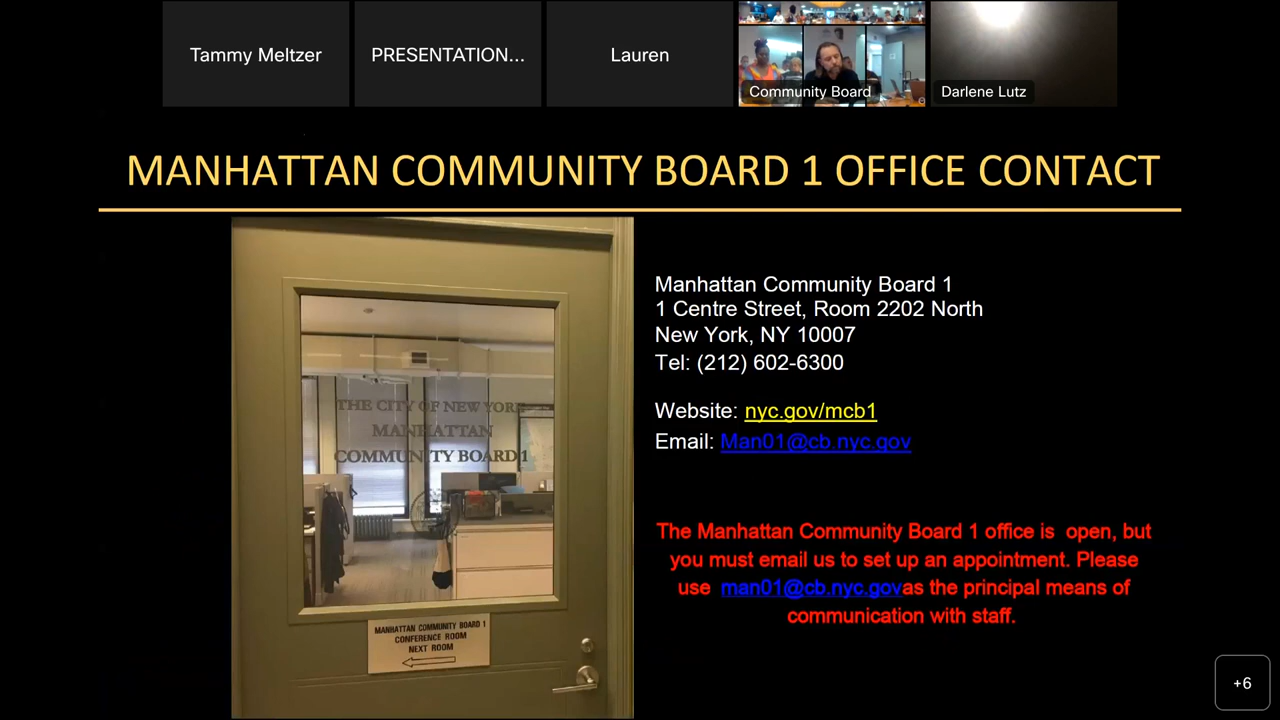 Tammy Meltzer
PRESENTATION...
Lauren
Community Board
Darlene Lutz
MANHATTAN COMMUNITY BOARD 1 OFFICE CONTACT
THE CITY OF NEW YORK
MANHATTAN
COMMUNITY BOARD 1
MANHATTAN COMMUNITY BOARD 1
CONFERENCE ROOM
NEXT ROOM
Manhattan Community Board 1
1 Centre Street, Room 2202 North
New York, NY 10007
Tel: (212) 602-6300
Website: nyc.gov/mcb1
Email: Man01@cb.nyc.gov
The Manhattan Community Board 1 office is open, but
you must email us to set up an appointment. Please
use man01@cb.nyc.govas the principal means of
communication with staff.
+6